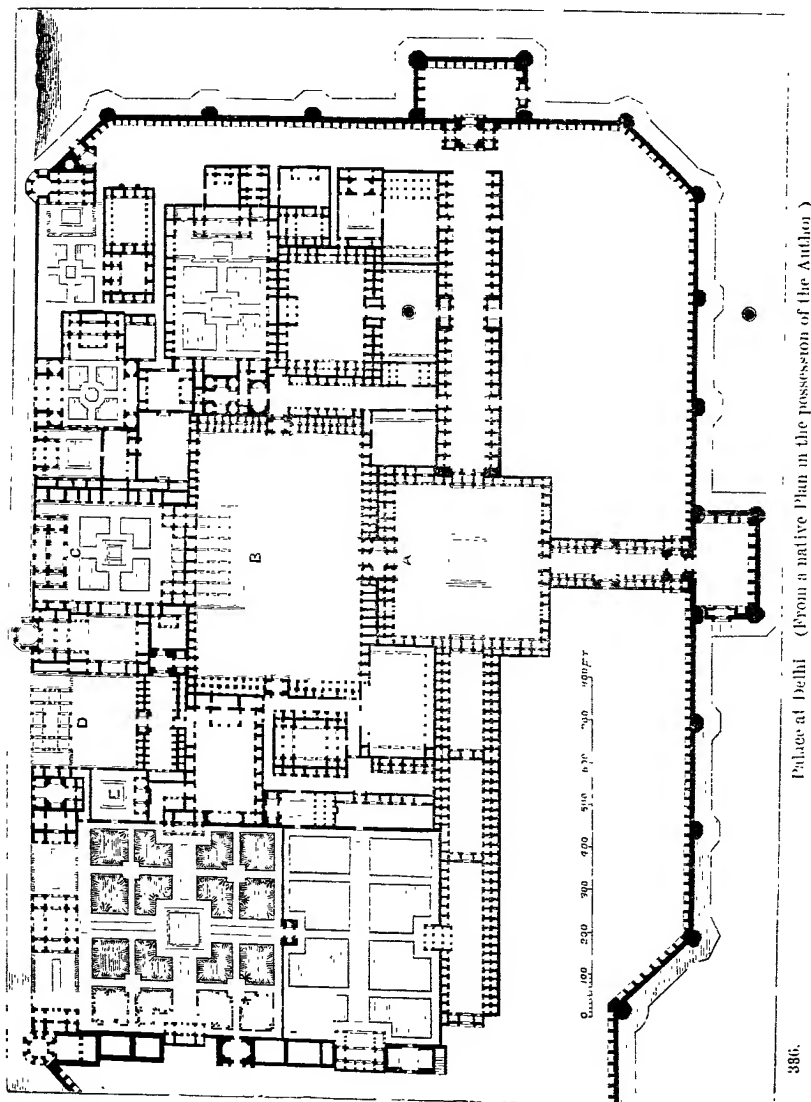 C
B
D
A
E
0 100 200 300 400 500 600 700 800 FT
386.
Palace at Delhi (From a native Plan in the possession of the Author)